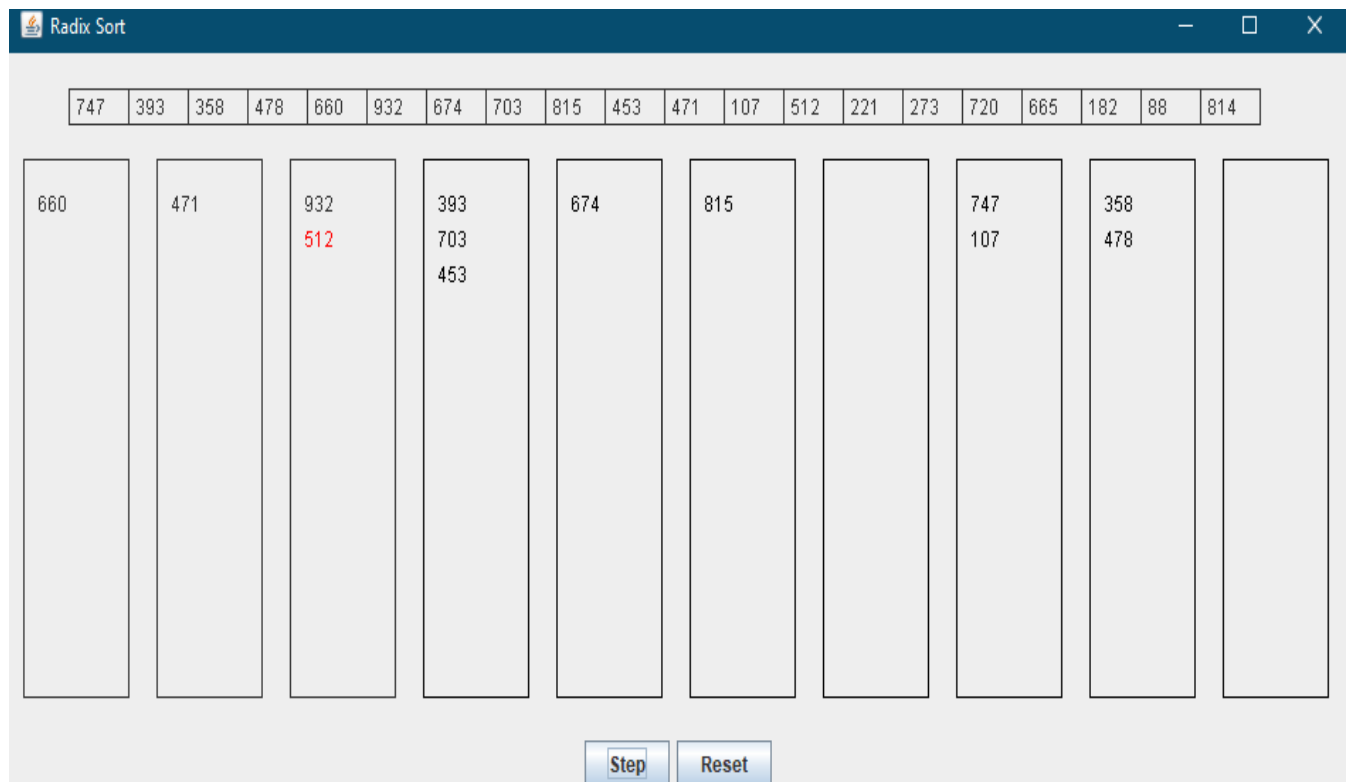 Radix Sort
747 393 358 478 660 932 674 703 815 453 471 107 512 221 273 720 665 182 88 814
660 471 932 393 674 815 747 358
512 703 107 478
453
Step Reset